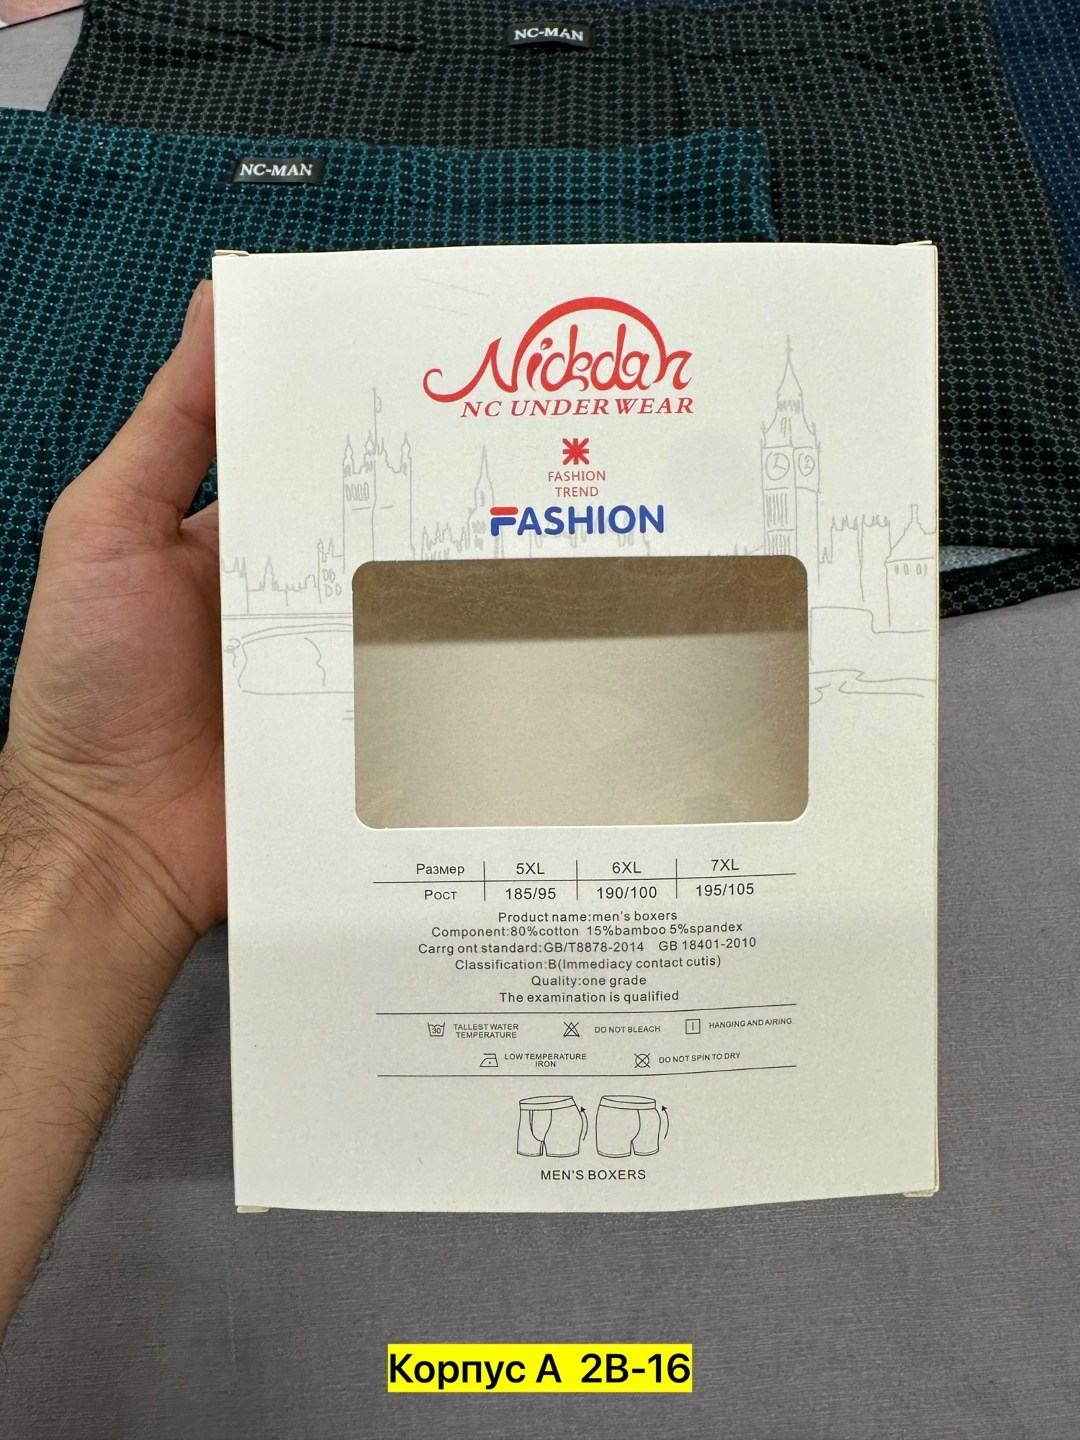 NC-MAN
NC-MAN
Nickdan
NC UNDERWEAR
FASHION
TREND
FASHION
Размер 5XL 6XL 7XL
Рост 185/95 190/100 195/105
Product name:men's boxers
Component:80%cotton 15%bamboo 5%spandex
Carrg ont standard:GB/T8878-2014 GB 18401-2010
Classification:B(Immediacy contact cutis)
Quality:one grade
The examination is qualified
30 TALLEST WATER TEMPERATURE DO NOT BLEACH HANGING AND AIRING
LOW TEMPERATURE IRON DO NOT SPIN TO DRY
MEN'S BOXERS
Корпус А 2В-16